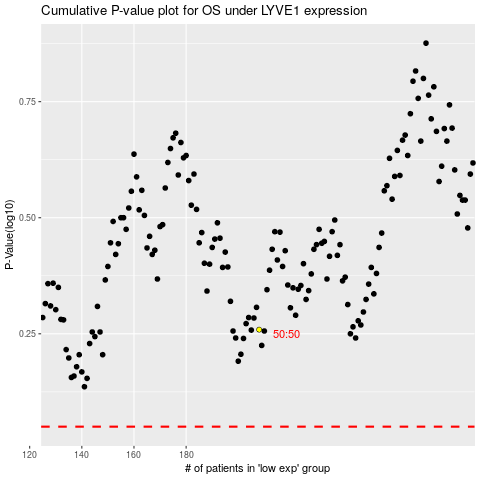 Cumulative P-value plot for OS under LYVE1 expression
P-Value(log10)
0.75
0.50
0.25
50:50
120 140 160 180
# of patients in 'low exp' group